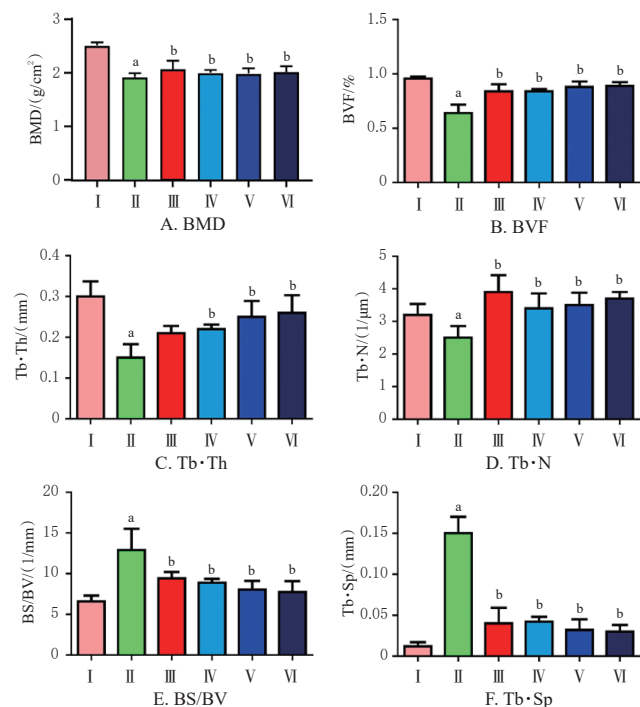 BMD/(g/cm²)
3
2
1
0
a
b
b
b
b
Ⅰ
Ⅱ
Ⅲ
Ⅳ
Ⅴ
Ⅵ
A. BMD
BVF/%
1.5
1.0
0.5
0
a
b
b
b
b
Ⅰ
Ⅱ
Ⅲ
Ⅳ
Ⅴ
Ⅵ
B. BVF
Tb·Th/(mm)
0.4
0.3
0.2
0.1
0
a
b
b
b
Ⅰ
Ⅱ
Ⅲ
Ⅳ
Ⅴ
Ⅵ
C. Tb·Th
Tb·N/(1/μm)
5
4
3
2
1
0
a
b
b
b
b
Ⅰ
Ⅱ
Ⅲ
Ⅳ
Ⅴ
Ⅵ
D. Tb·N
BS/BV/(1/mm)
20
15
10
5
0
a
b
b
b
b
Ⅰ
Ⅱ
Ⅲ
Ⅳ
Ⅴ
Ⅵ
E. BS/BV
Tb·Sp/(mm)
0.20
0.15
0.10
0.05
0
a
b
b
b
b
Ⅰ
Ⅱ
Ⅲ
Ⅳ
Ⅴ
Ⅵ
F. Tb·Sp